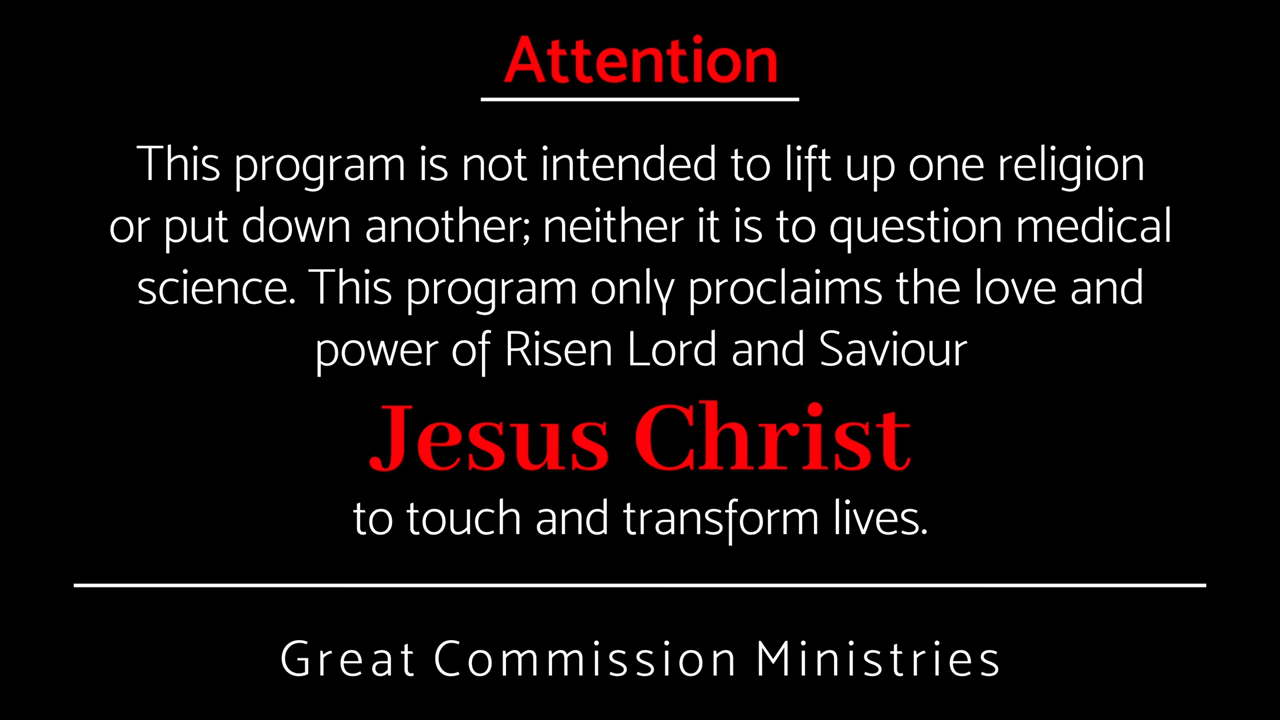 Attention
This program is not intended to lift up one religion
or put down another; neither it is to question medical
science. This program only proclaims the love and
power of Risen Lord and Saviour
Jesus Christ
to touch and transform lives.
Great Commission Ministries